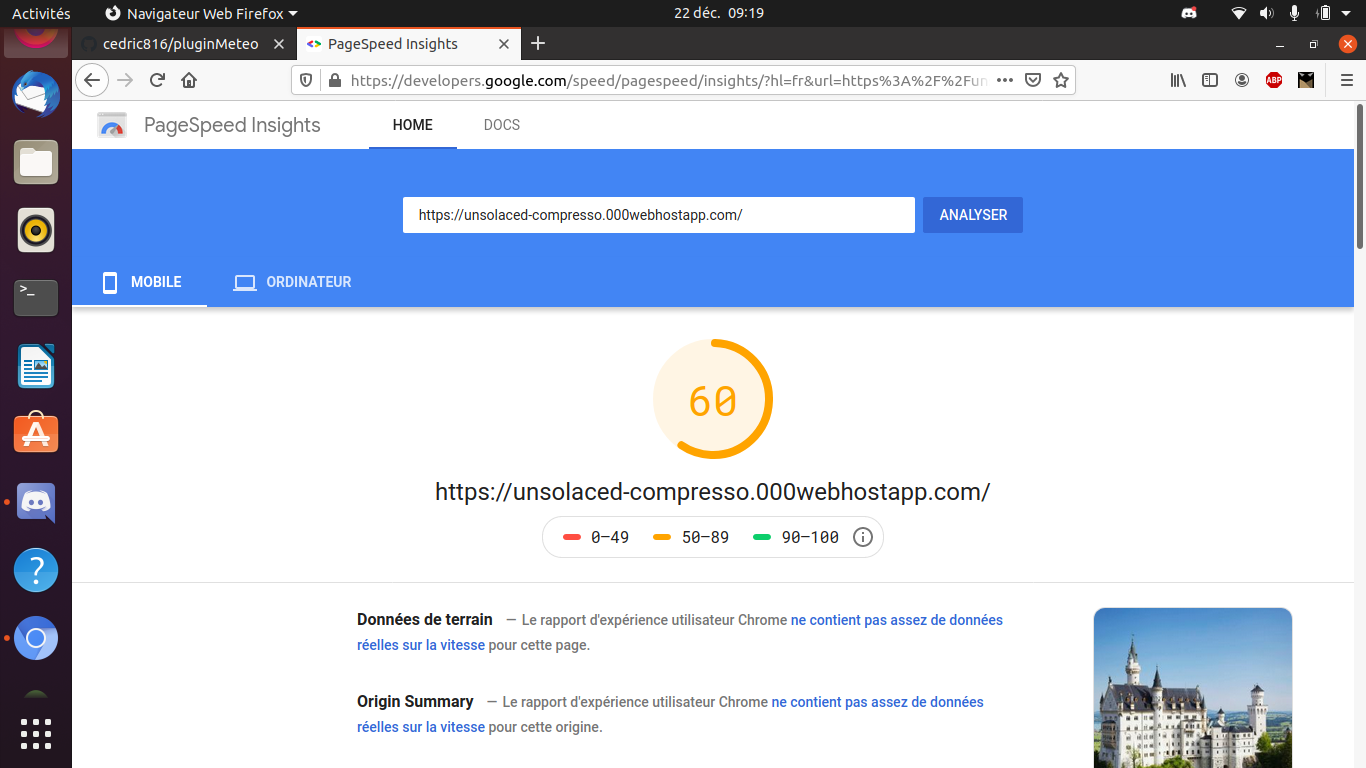 Activités
Navigateur Web Firefox
22 déc. 09:19
cedric816/pluginMeteo
PageSpeed Insights
https://developers.google.com/speed/pagespeed/insights/?hl=fr&url=https%3A%2F%2Fun
ABP
PageSpeed Insights
HOME
DOCS
https://unsolaced-compresso.000webhostapp.com/
ANALYSER
>_
MOBILE
ORDINATEUR
60
https://unsolaced-compresso.000webhostapp.com/
0–49
50–89
90–100
Données de terrain — Le rapport d'expérience utilisateur Chrome ne contient pas assez de données
réelles sur la vitesse pour cette page.
Origin Summary — Le rapport d'expérience utilisateur Chrome ne contient pas assez de données
réelles sur la vitesse pour cette origine.